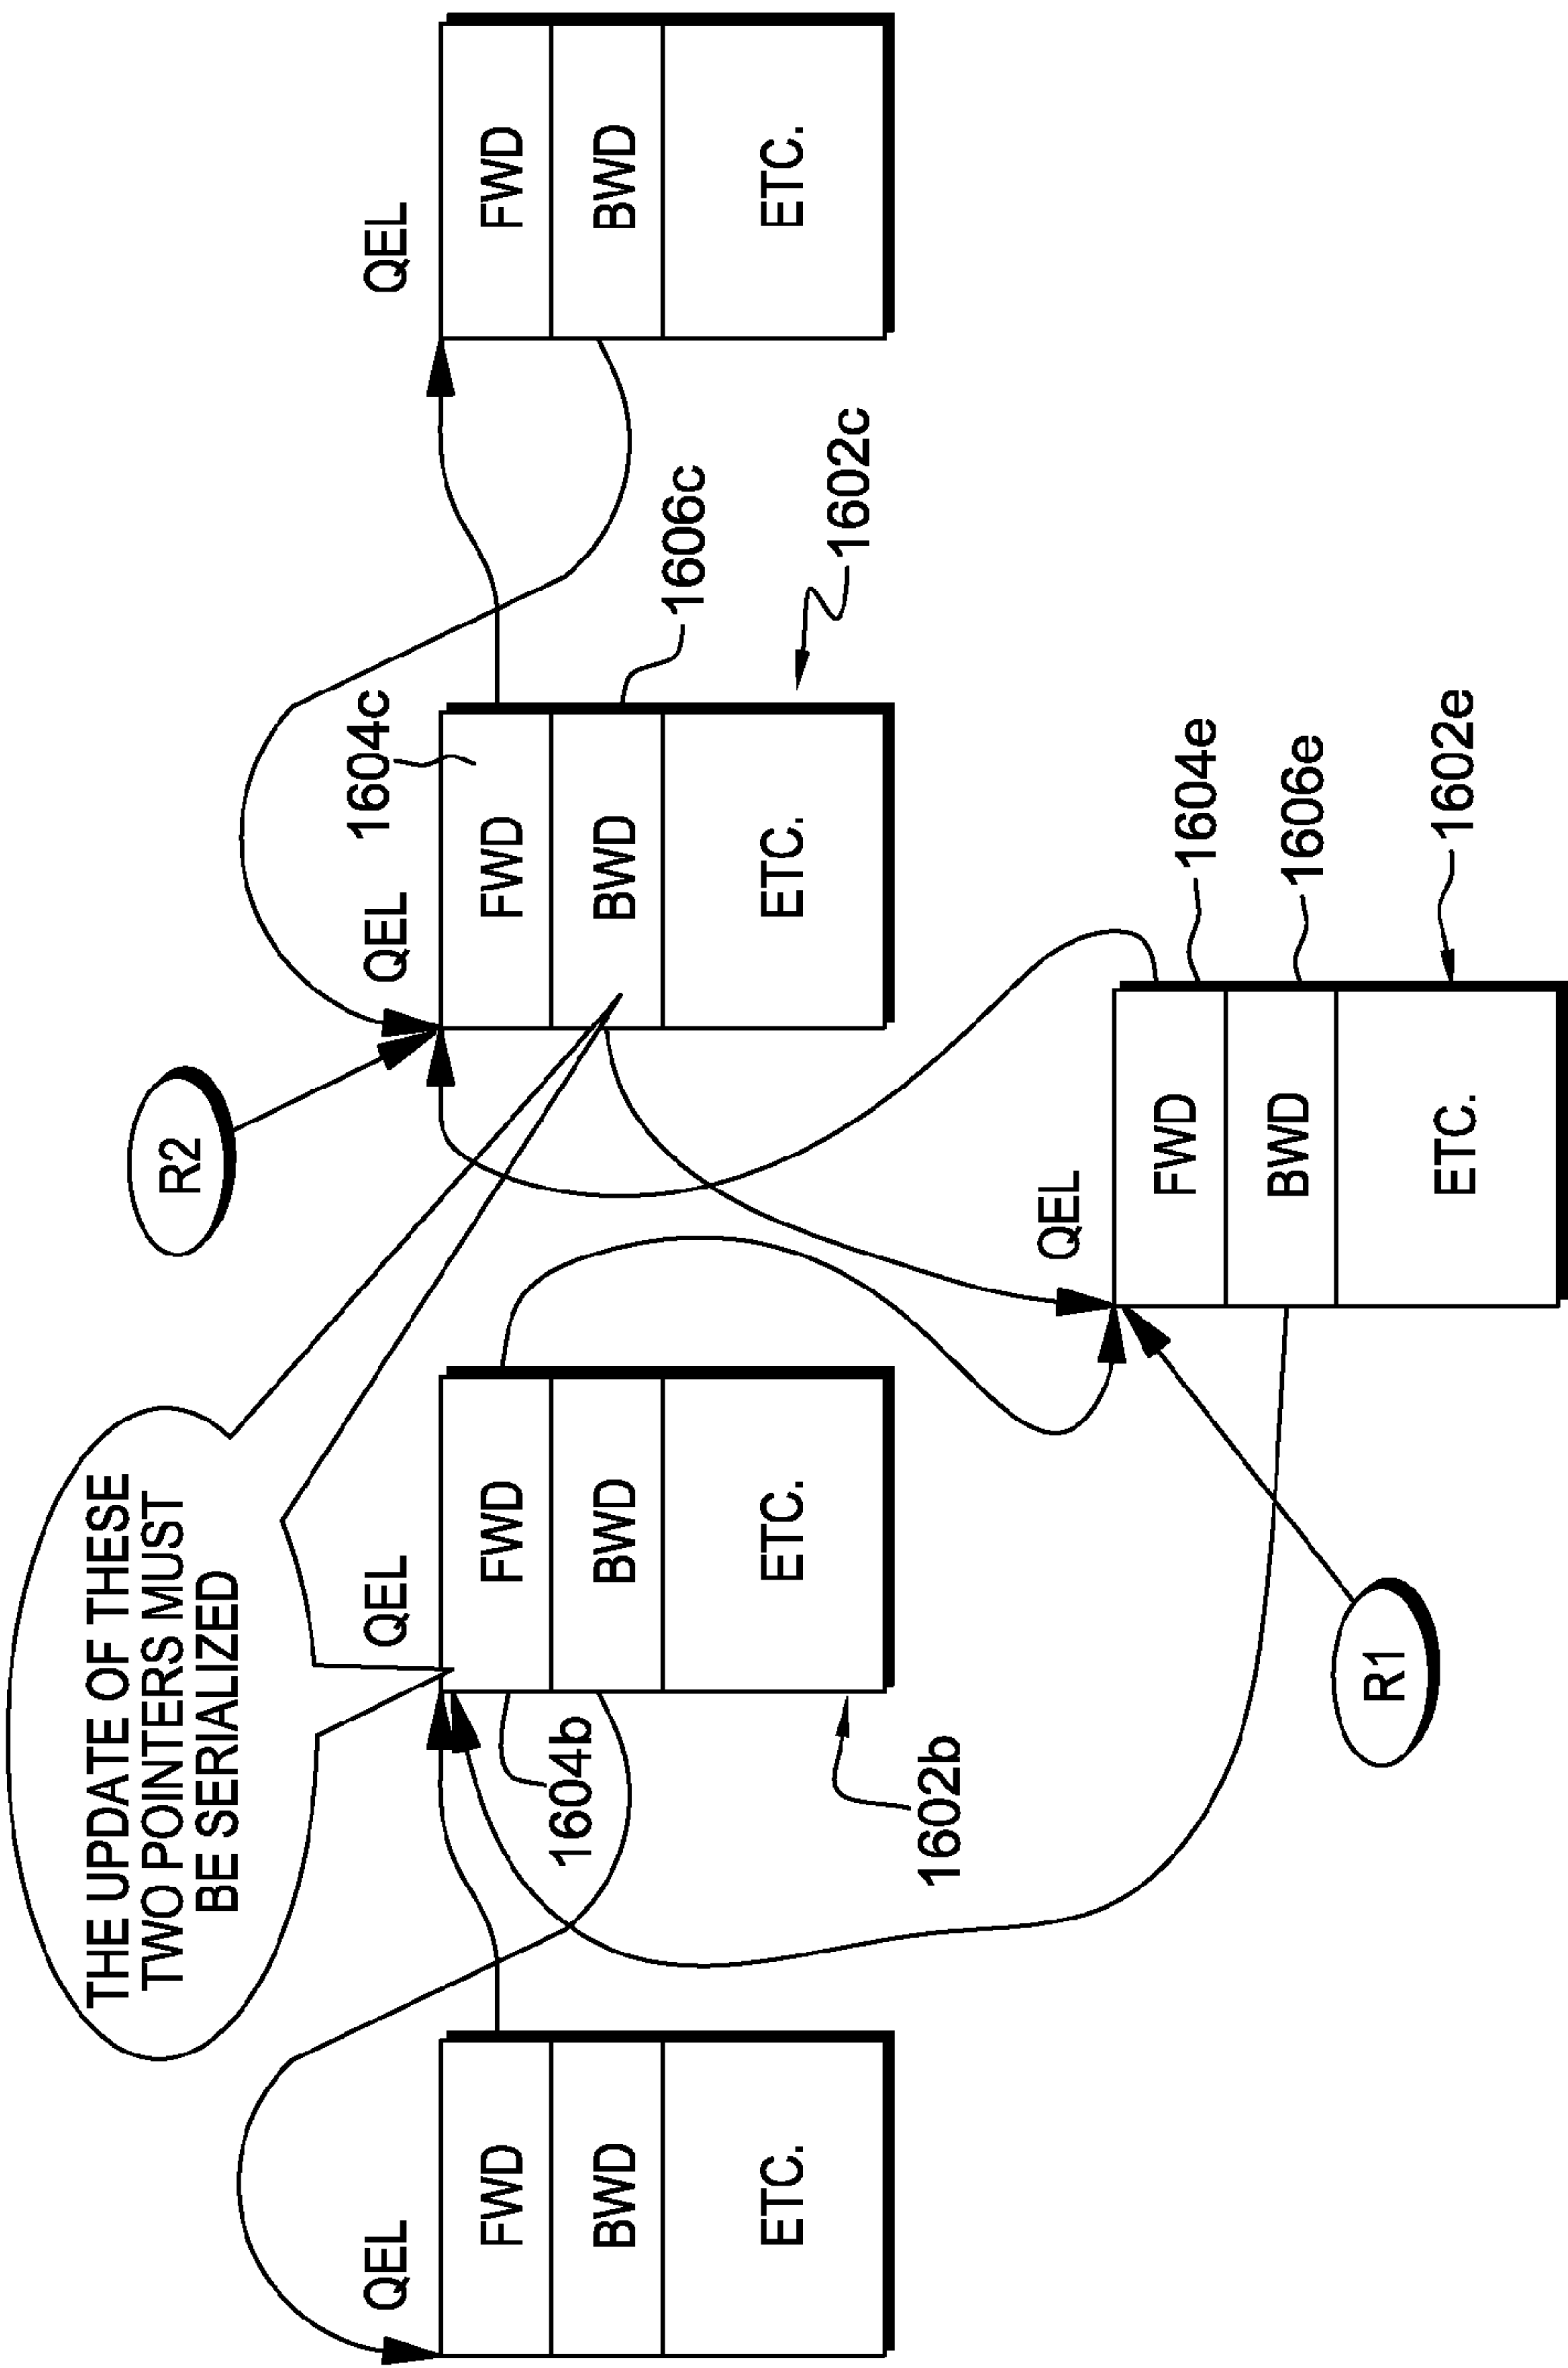 THE UPDATE OF THESE
TWO POINTERS MUST
BE SERIALIZED
R2
QEL
FWD
BWD
ETC.
QEL
FWD
BWD
ETC.
1604b
1602b
QEL
1604c
FWD
BWD
ETC.
1606c
1602c
QEL
FWD
BWD
ETC.
R1
QEL
FWD
BWD
ETC.
1604e
1606e
1602e